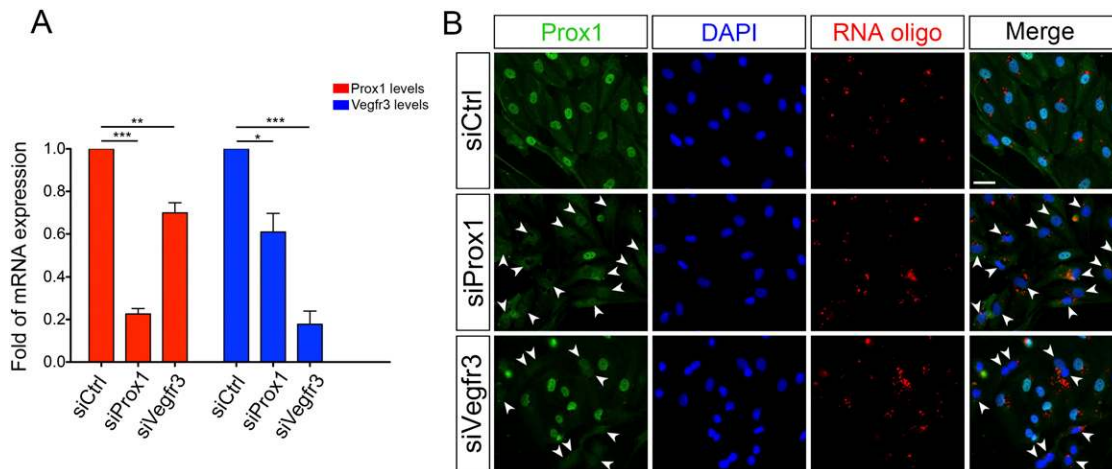 A
Prox1 levels
Vegfr3 levels
***
**
*
***
Fold of mRNA expression
1.0
0.8
0.6
0.4
0.2
0.0
siCtrl
siProx1
siVegfr3
siCtrl
siProx1
siVegfr3
B
Prox1 DAPI RNA oligo Merge
siCtrl
siProx1
siVegfr3